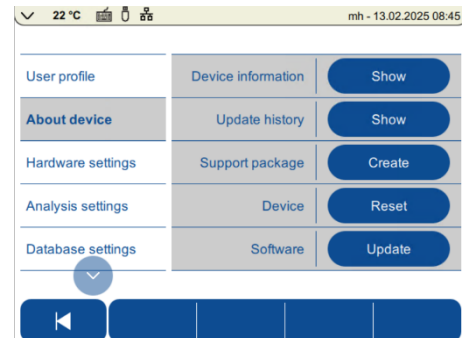 22 °C mh - 13.02.2025 08:45
User profile Device information Show
About device Update history Show
Hardware settings Support package Create
Analysis settings Device Reset
Database settings Software Update